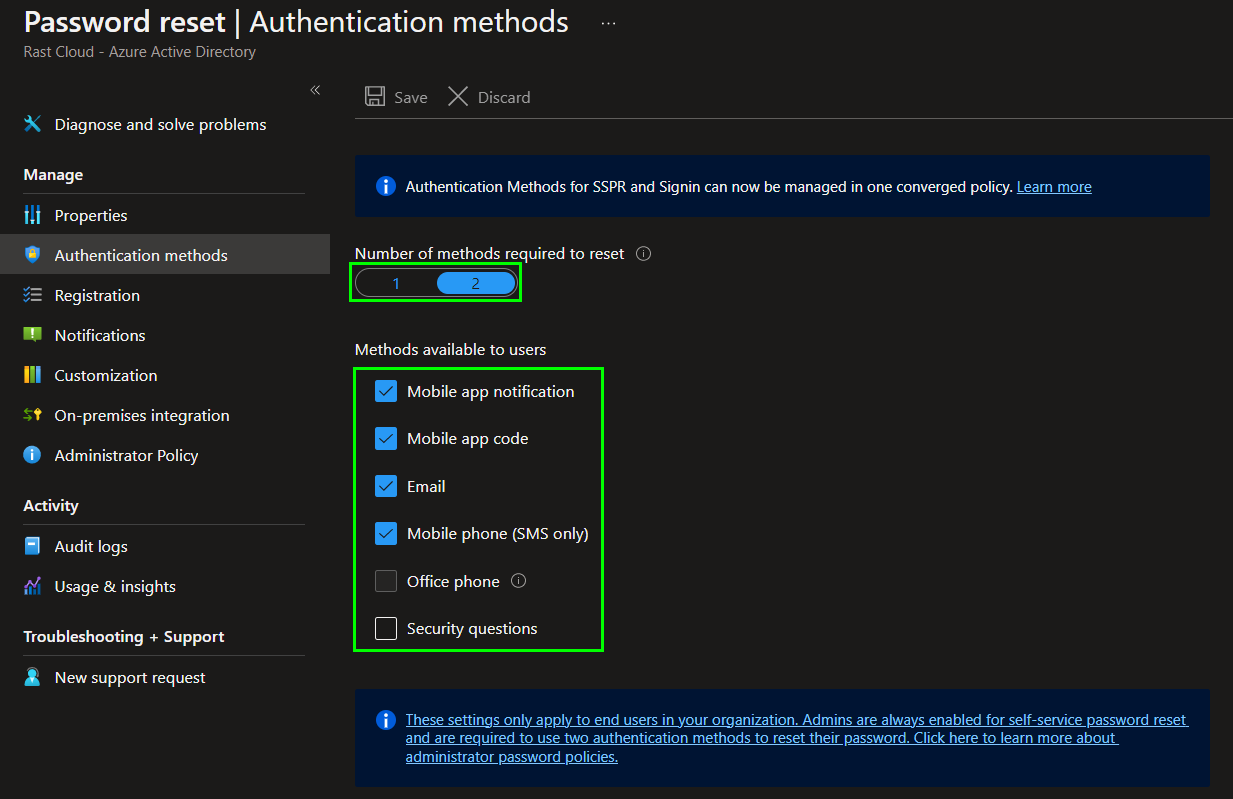 Password reset | Authentication methods ...
Rast Cloud - Azure Active Directory
«
Diagnose and solve problems
Manage
Properties
Authentication methods
Registration
Notifications
Customization
On-premises integration
Administrator Policy
Activity
Audit logs
Usage & insights
Troubleshooting + Support
New support request
Save Discard
Authentication Methods for SSPR and Signin can now be managed in one converged policy. Learn more
Number of methods required to reset
1 2
Methods available to users
Mobile app notification
Mobile app code
Email
Mobile phone (SMS only)
Office phone
Security questions
These settings only apply to end users in your organization. Admins are always enabled for self-service password reset
and are required to use two authentication methods to reset their password. Click here to learn more about
administrator password policies.